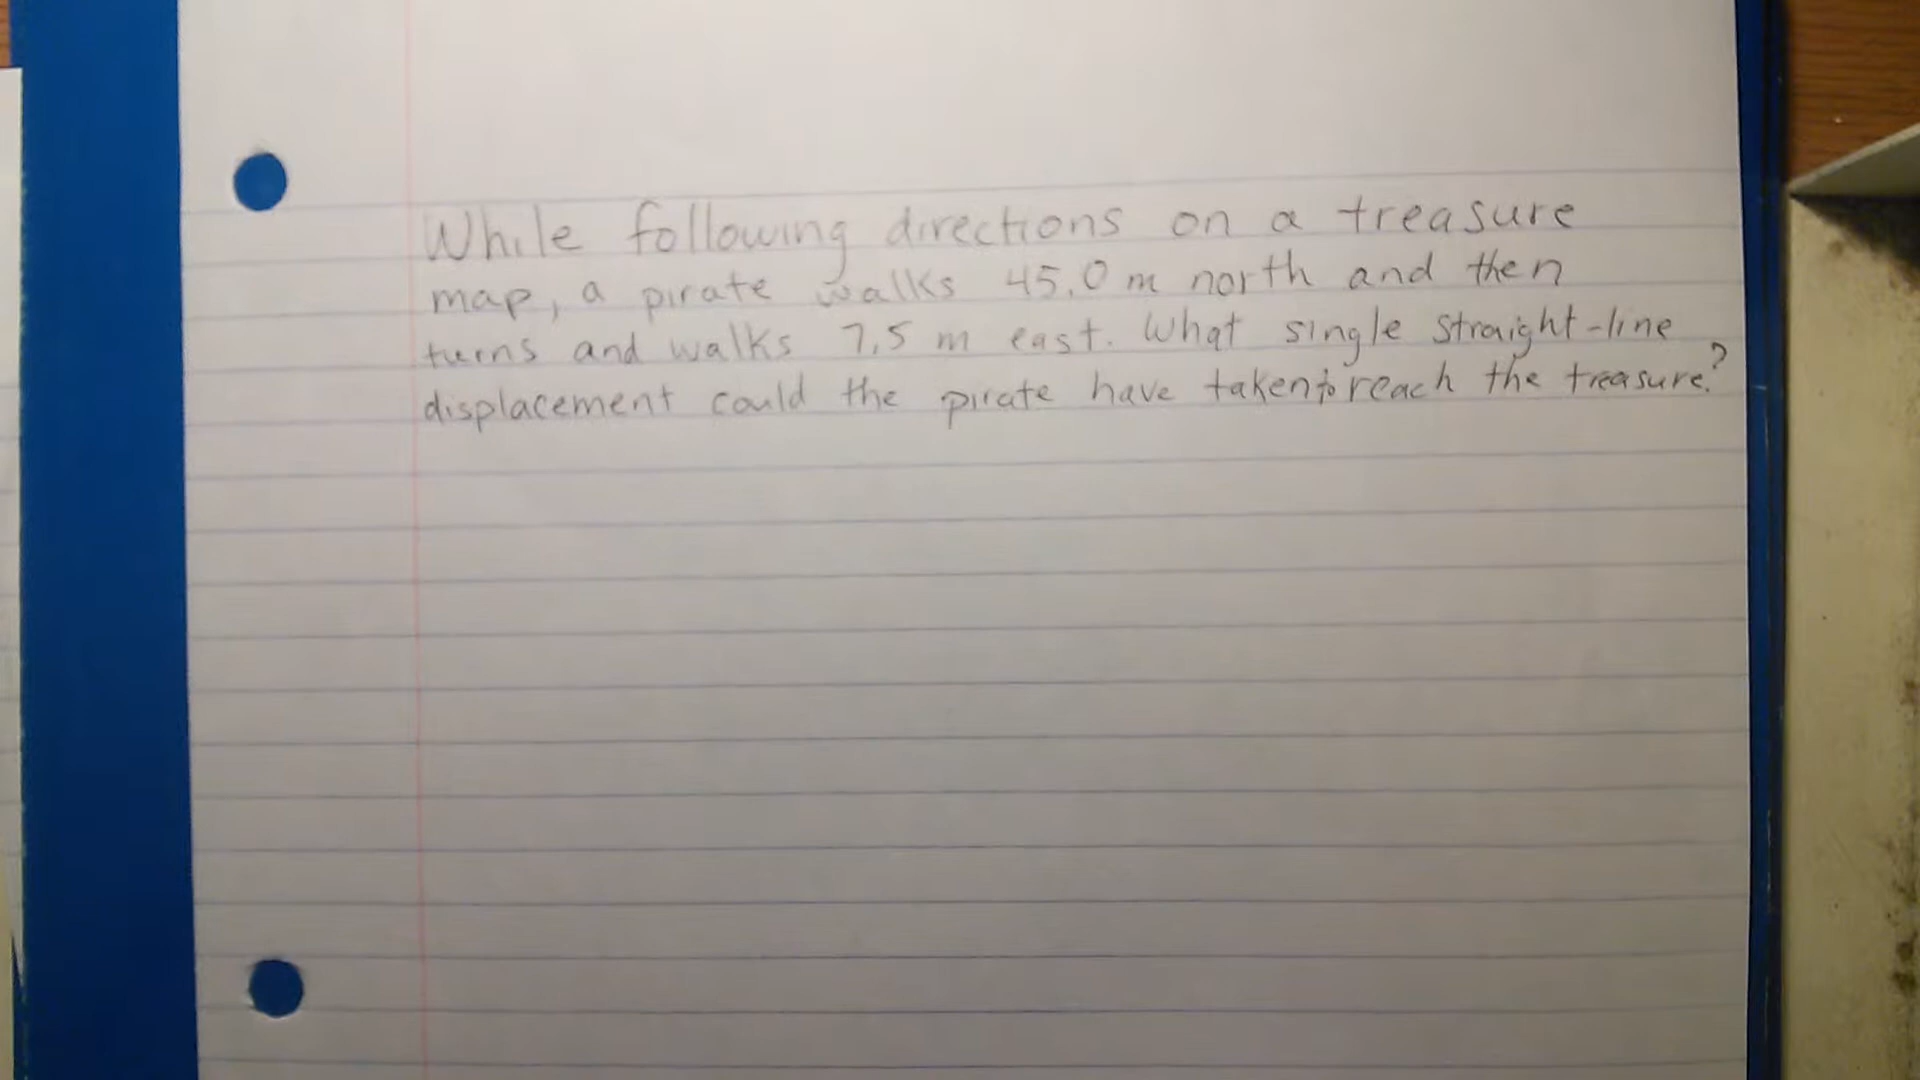 While following directions on a treasure
map, a pirate walks 45.0 m north and then
turns and walks 7.5 m east. What single straight-line
displacement could the pirate have taken to reach the treasure?